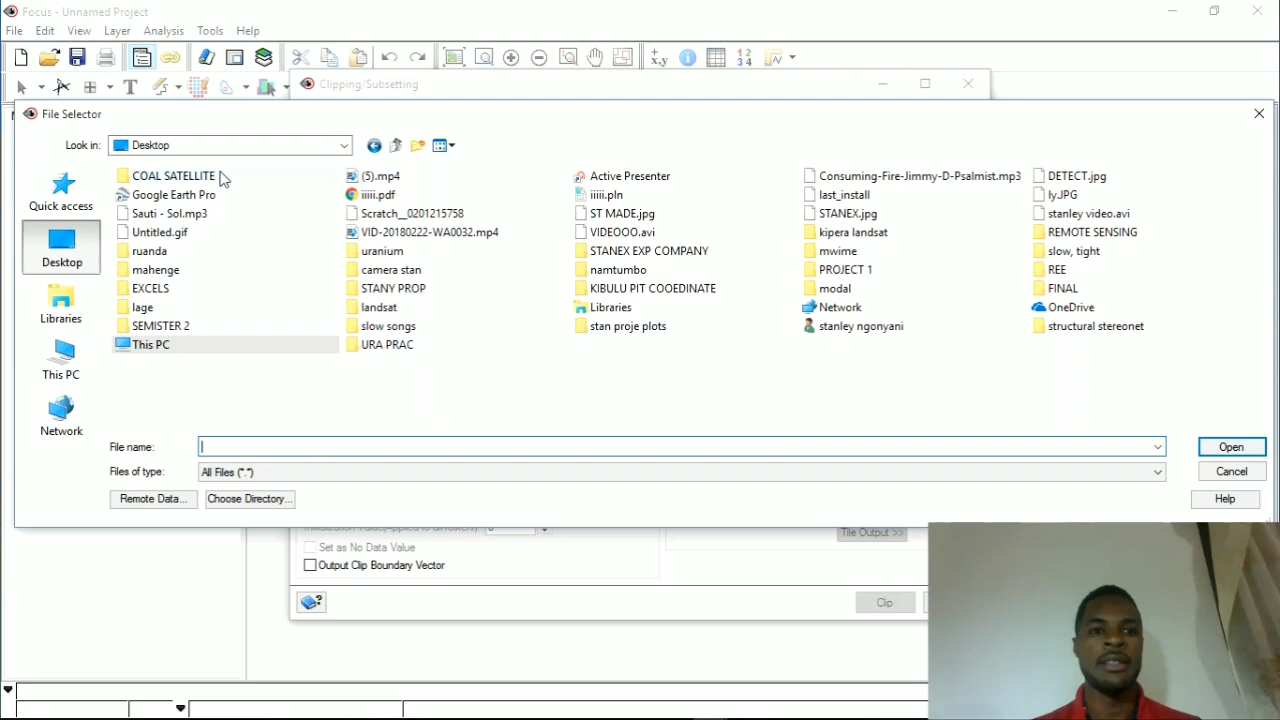 Focus - Unnamed Project
File Edit View Layer Analysis Tools Help
x,y
1 2
3 4
Clipping/Subsetting
File Selector
Look in: Desktop
Quick access
Desktop
Libraries
This PC
Network
COAL SATELLITE
Google Earth Pro
Sauti - Sol.mp3
Untitled.gif
ruanda
mahenge
EXCELS
lage
SEMISTER 2
This PC
(5).mp4
iiiii.pdf
Scratch__0201215758
VID-20180222-WA0032.mp4
uranium
camera stan
STANY PROP
landsat
slow songs
URA PRAC
Active Presenter
iiiii.pln
ST MADE.jpg
VIDEOOO.avi
STANEX EXP COMPANY
namtumbo
KIBULU PIT COOEDINATE
Libraries
stan proje plots
Consuming-Fire-Jimmy-D-Psalmist.mp3
last_install
STANEX.jpg
kipera landsat
mwime
PROJECT 1
modal
Network
stanley ngonyani
DETECT.jpg
ly.JPG
stanley video.avi
REMOTE SENSING
slow, tight
REE
FINAL
OneDrive
structural stereonet
File name:
Open
Files of type: All Files (*.*)
Cancel
Remote Data... Choose Directory...
Help
Set as No Data Value
Tile Output >>
Output Clip Boundary Vector
Clip